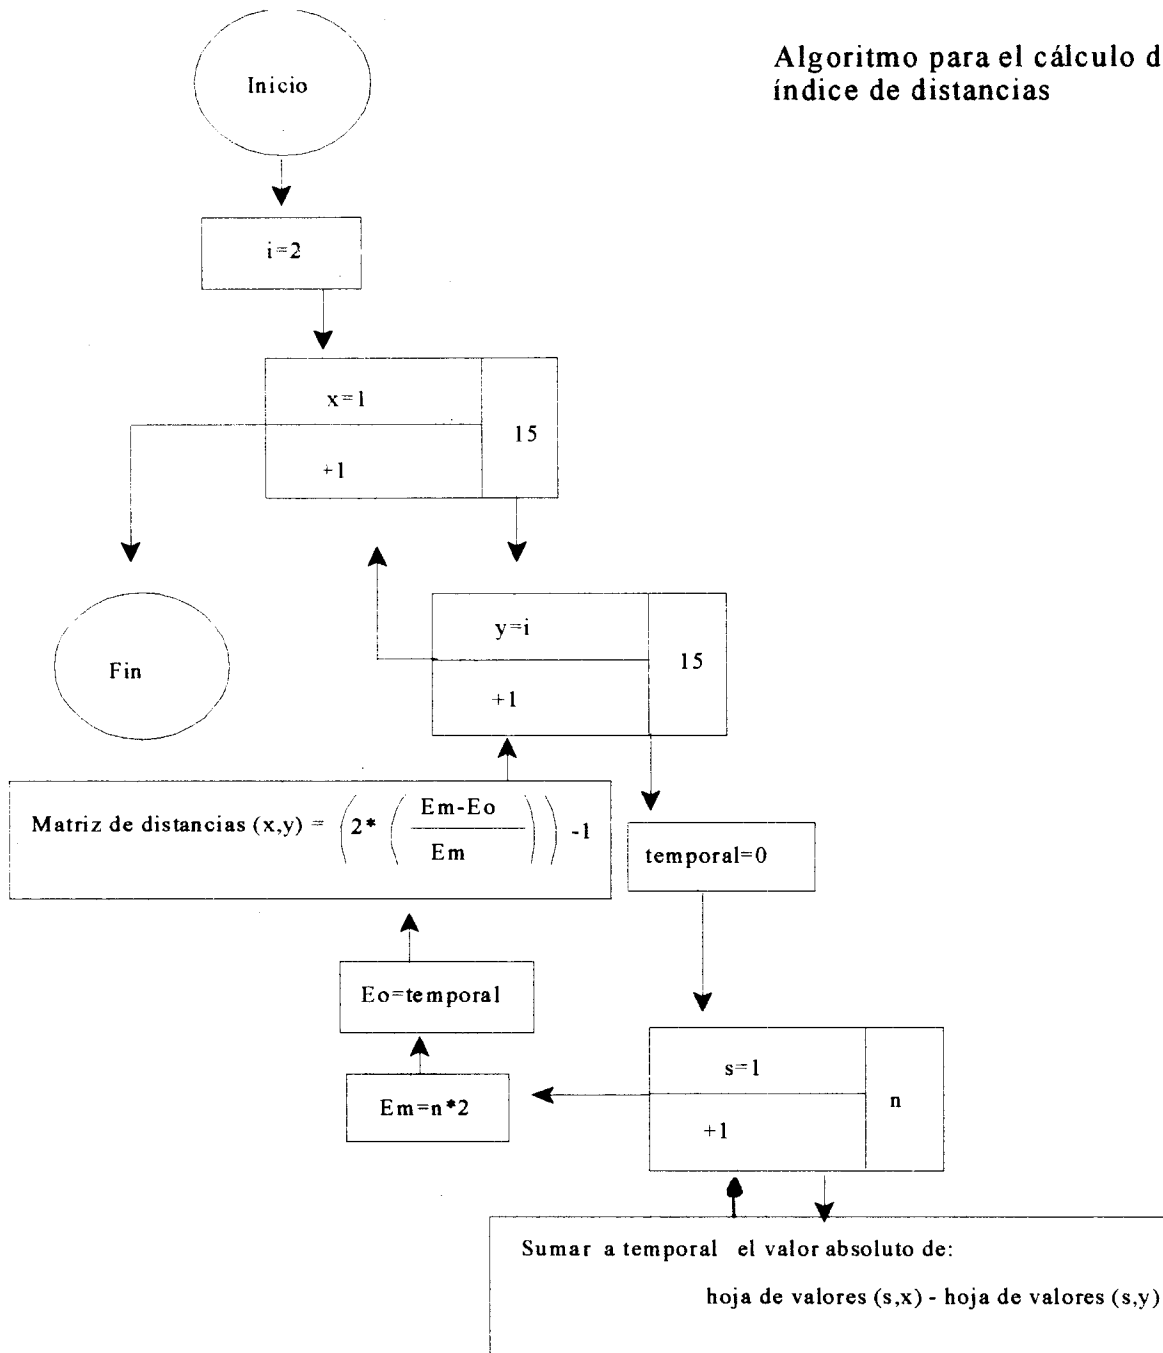 Algoritmo para el cálculo d
índice de distancias
Inicio
i=2
x=1
15
+1
y=i
15
+1
Fin
Matriz de distancias (x,y) = (2* (Em-Eo
Em)) -1
temporal=0
Eo=temporal
s=1
n
Em=n*2
+1
Sumar a temporal el valor absoluto de:
hoja de valores (s,x) - hoja de valores (s,y)